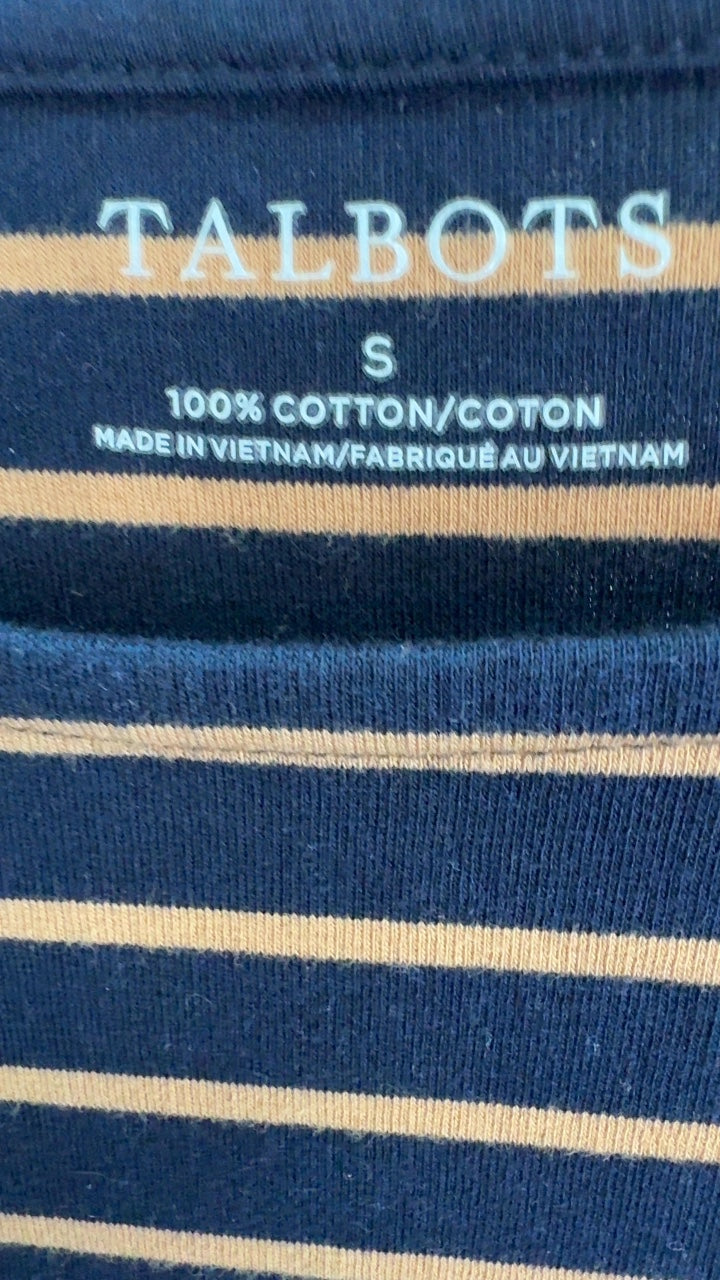 TALBOTS
S
100% COTTON/COTON
MADE IN VIETNAM/FABRIQUÉ AU VIETNAM